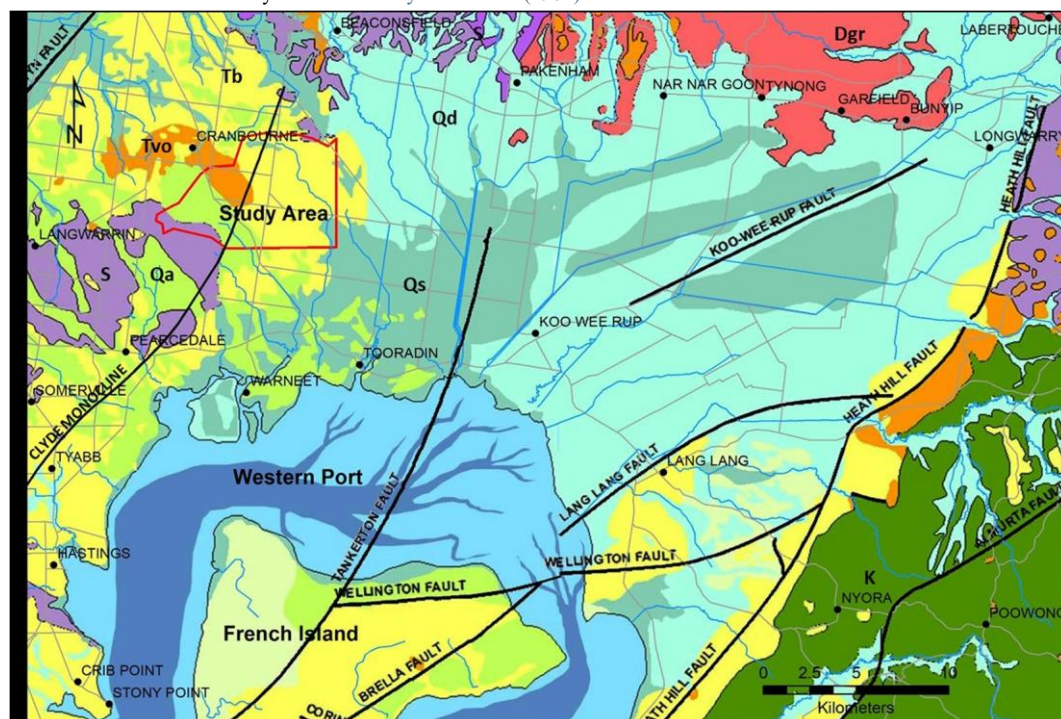 BEACONSFIELD
S
Dgr
LABERTOUCHE
Tb
PAKENHAM
NAR NAR GOON
TYNONG
GARFIELD
BUNYIP
Qd
N
Tvo
CRANBOURNE
LONGWARRY
HEATH HILL FAULT
Study Area
KOO-WEE-RUP FAULT
LANGWARRIN
S
Qa
Qs
KOO WEE RUP
PEARCEDALE
TOORADIN
SOMERVILLE
WARNEET
CLYDE MONOCLINE
HEATH HILL FAULT
TYABB
Western Port
LANG LANG FAULT
LANG LANG
TANKERTON FAULT
HASTINGS
WELLINGTON FAULT
WELLINGTON FAULT
K
NYORA
POOWONG
French Island
BRELLA FAULT
HEATH HILL FAULT
CRIB POINT
STONY POINT
0 2.5 5 10
Kilometers